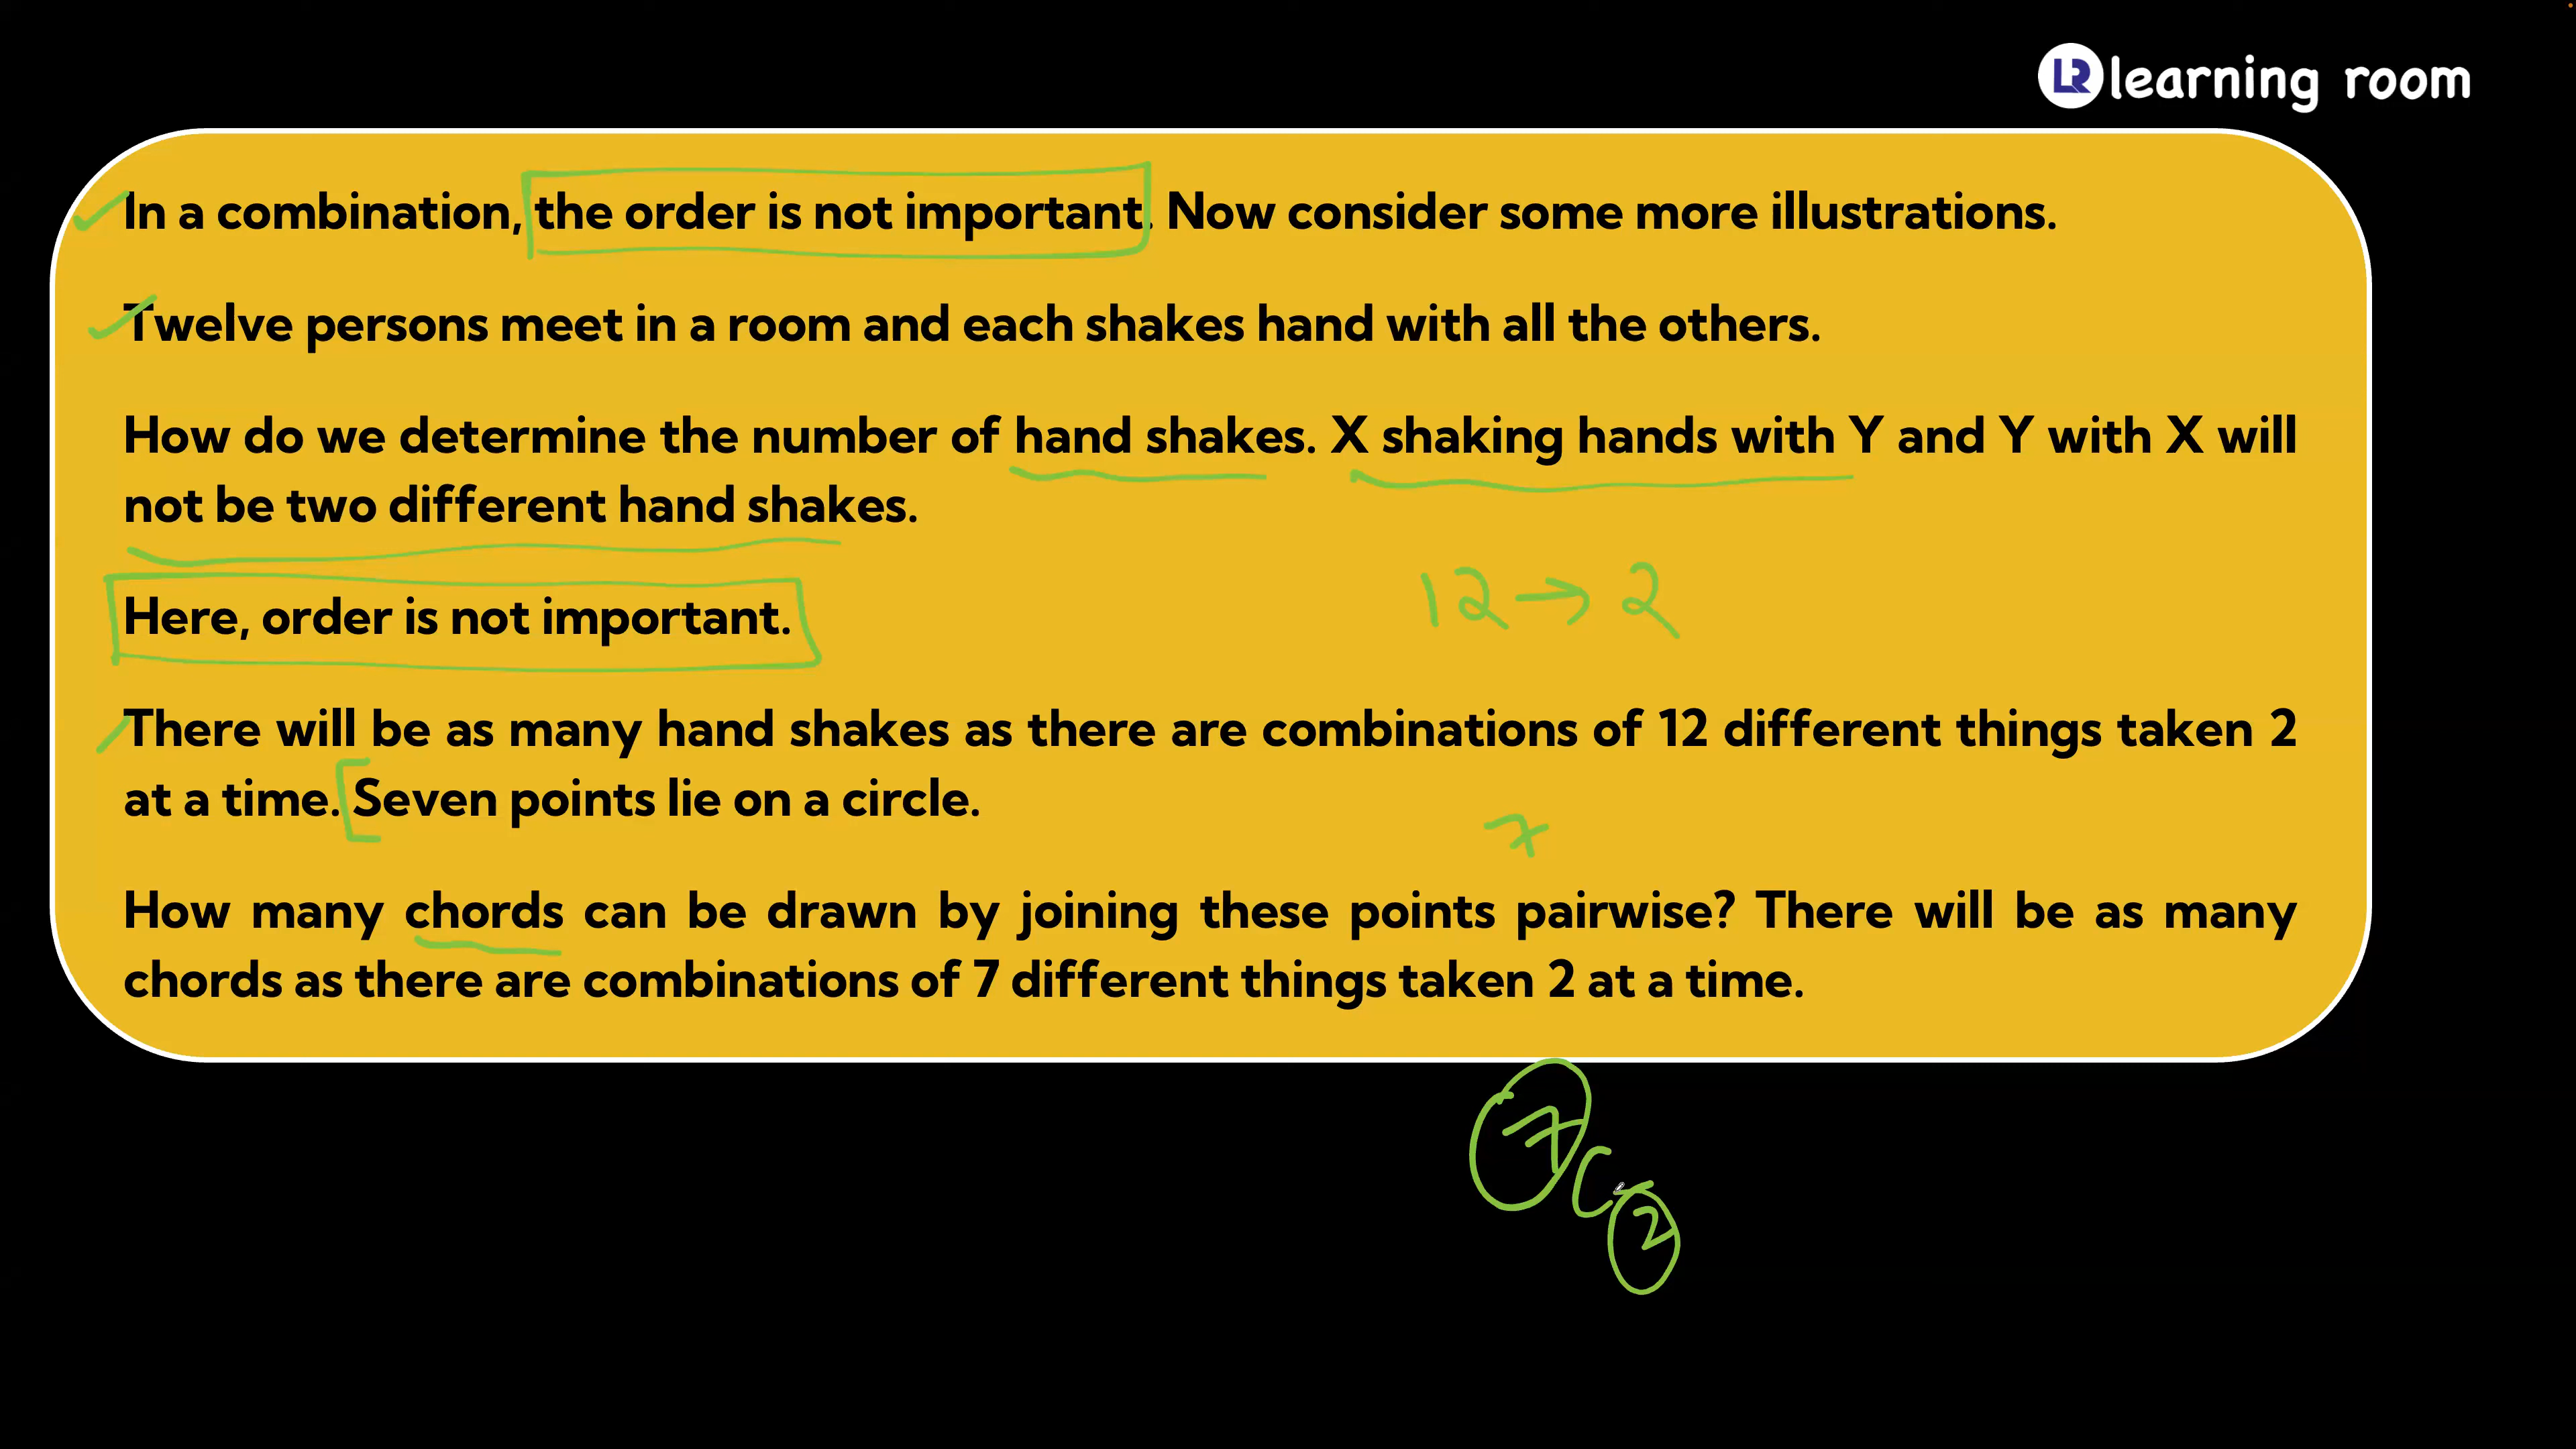 LR learning room
In a combination, the order is not important. Now consider some more illustrations.
Twelve persons meet in a room and each shakes hand with all the others.
How do we determine the number of hand shakes. X shaking hands with Y and Y with X will
not be two different hand shakes.
Here, order is not important.
12 → 2
There will be as many hand shakes as there are combinations of 12 different things taken 2
at a time. [Seven points lie on a circle.
7
How many chords can be drawn by joining these points pairwise? There will be as many
chords as there are combinations of 7 different things taken 2 at a time.
7C2